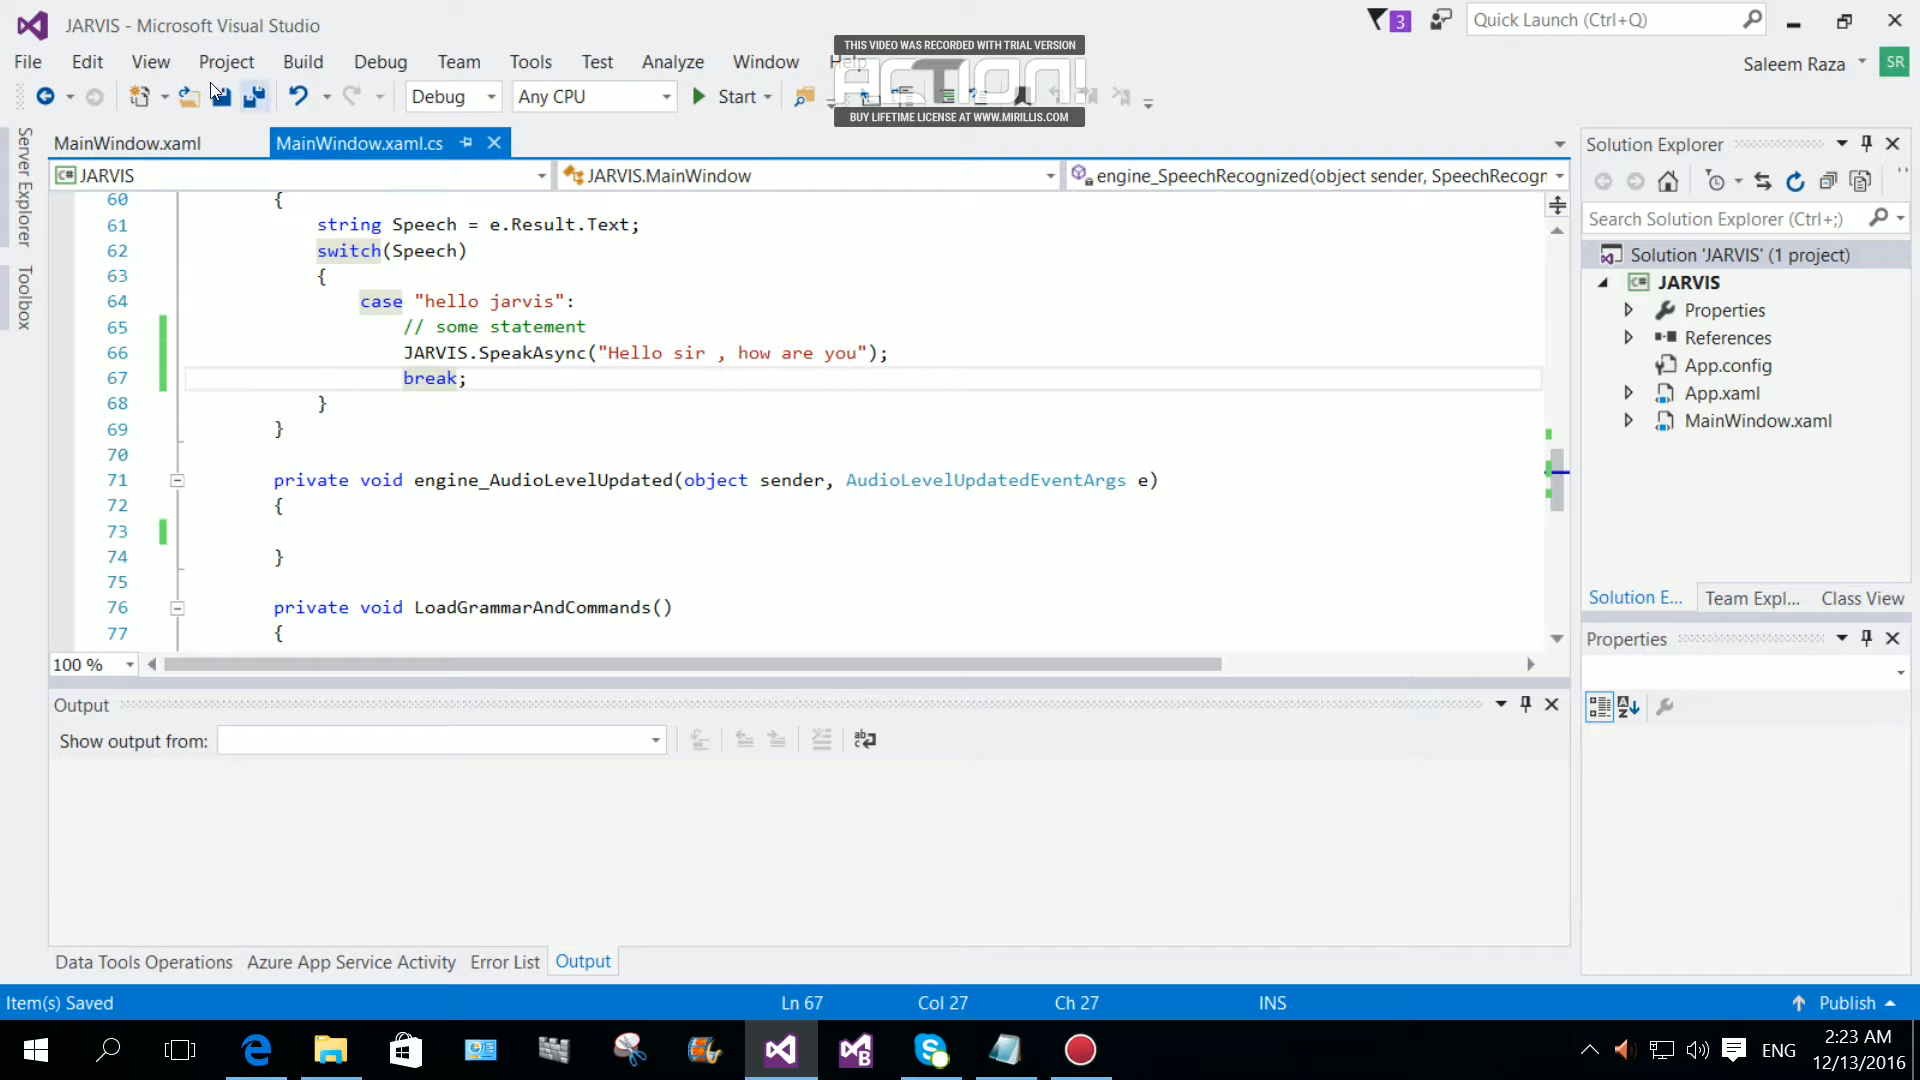 JARVIS - Microsoft Visual Studio
3
Quick Launch (Ctrl+Q)
THIS VIDEO WAS RECORDED WITH TRIAL VERSION
ACTION!
BUY LIFETIME LICENSE AT WWW.MIRILLIS.COM
File Edit View Project Build Debug Team Tools Test Analyze Window Help
Saleem Raza SR
Debug Any CPU Start
Server Explorer
Toolbox
MainWindow.xaml MainWindow.xaml.cs
JARVIS JARVIS.MainWindow engine_SpeechRecognized(object sender, SpeechRecogn
60 {
61 string Speech = e.Result.Text;
62 switch(Speech)
63 {
64 case "hello jarvis":
65 // some statement
66 JARVIS.SpeakAsync("Hello sir , how are you");
67 break;
68 }
69 }
70
71 private void engine_AudioLevelUpdated(object sender, AudioLevelUpdatedEventArgs e)
72 {
73
74 }
75
76 private void LoadGrammarAndCommands()
77 {
100 %
Output
Show output from:
Data Tools Operations Azure App Service Activity Error List Output
Solution Explorer
Search Solution Explorer (Ctrl+;)
Solution 'JARVIS' (1 project)
C# JARVIS
Properties
References
App.config
App.xaml
MainWindow.xaml
Solution E... Team Expl... Class View
Properties
Item(s) Saved Ln 67 Col 27 Ch 27 INS Publish
ENG
2:23 AM
12/13/2016